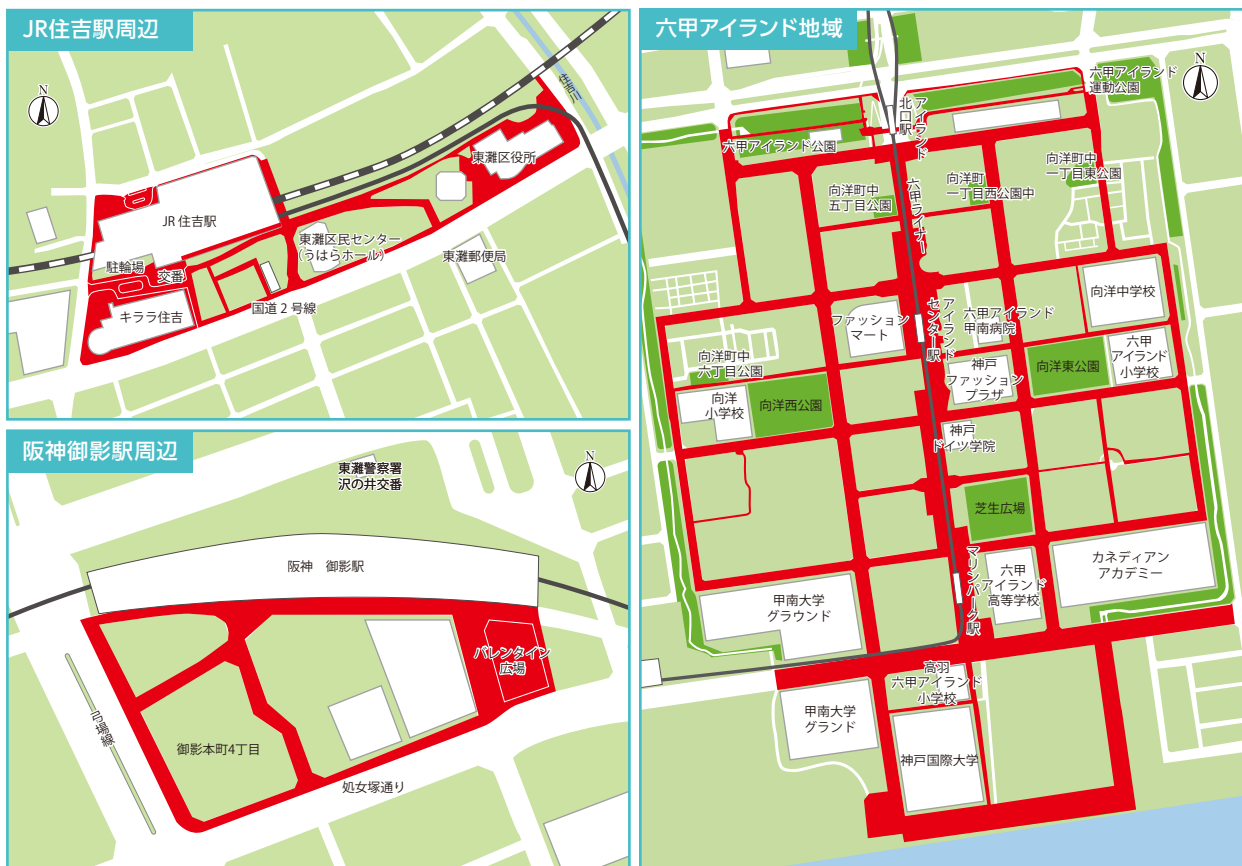 JR住吉駅周辺
N
住吉川
東灘区役所
JR 住吉駅
東灘区民センター
（うはらホール）
東灘郵便局
駐輪場
交番
国道 2 号線
キララ住吉
阪神御影駅周辺
東灘警察署
沢の井交番
N
阪神　御影駅
バレンタイン
広場
弓場線
御影本町4丁目
処女塚通り
六甲アイランド地域
六甲アイランド
運動公園
N
アイランド
北口駅
六甲アイランド公園
向洋町中
五丁目公園
六甲ライナー
向洋町
一丁目西公園中
向洋町中
一丁目東公園
向洋中学校
ファッション
マート
アイランド
センター駅
六甲アイランド
甲南病院
向洋町中
六丁目公園
神戸
ファッション
プラザ
向洋東公園
六甲
アイランド
小学校
向洋
小学校
向洋西公園
神戸
ドイツ学院
芝生広場
カネディアン
アカデミー
マリンパーク駅
六甲
アイランド
高等学校
甲南大学
グラウンド
高羽
六甲アイランド
小学校
甲南大学
グランド
神戸国際大学